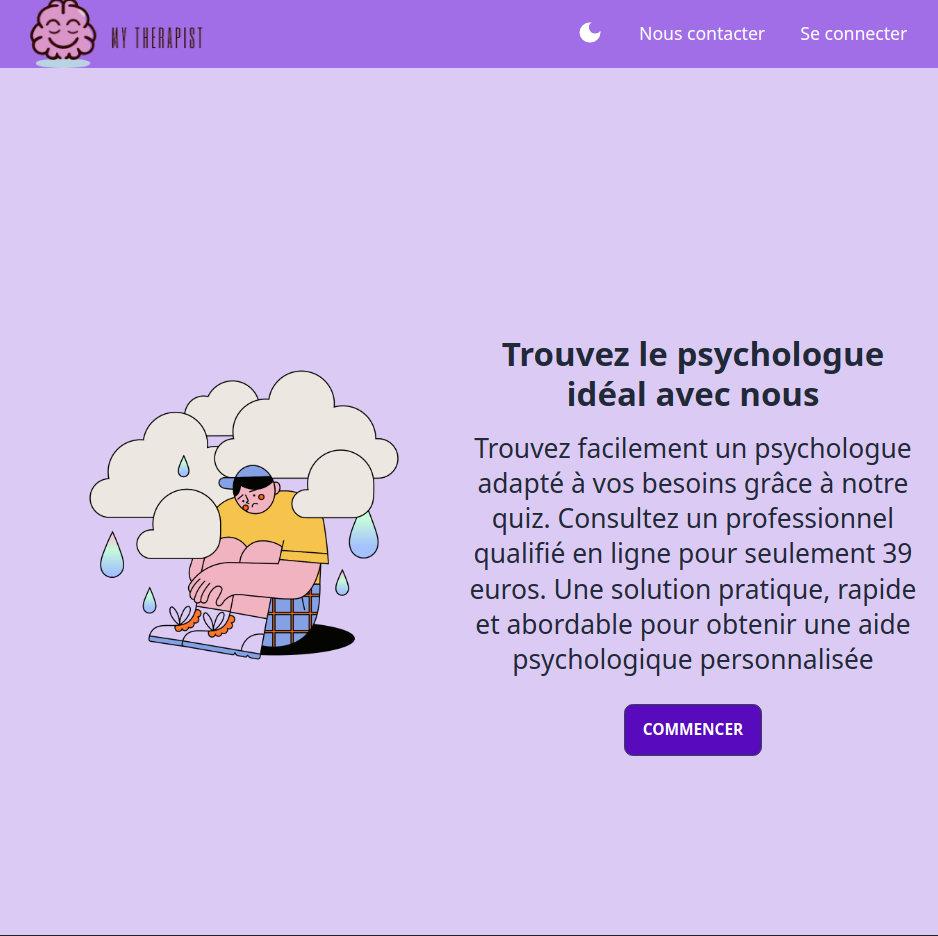 MY THERAPIST
Nous contacter
Se connecter
Trouvez le psychologue
idéal avec nous
Trouvez facilement un psychologue
adapté à vos besoins grâce à notre
quiz. Consultez un professionnel
qualifié en ligne pour seulement 39
euros. Une solution pratique, rapide
et abordable pour obtenir une aide
psychologique personnalisée
COMMENCER